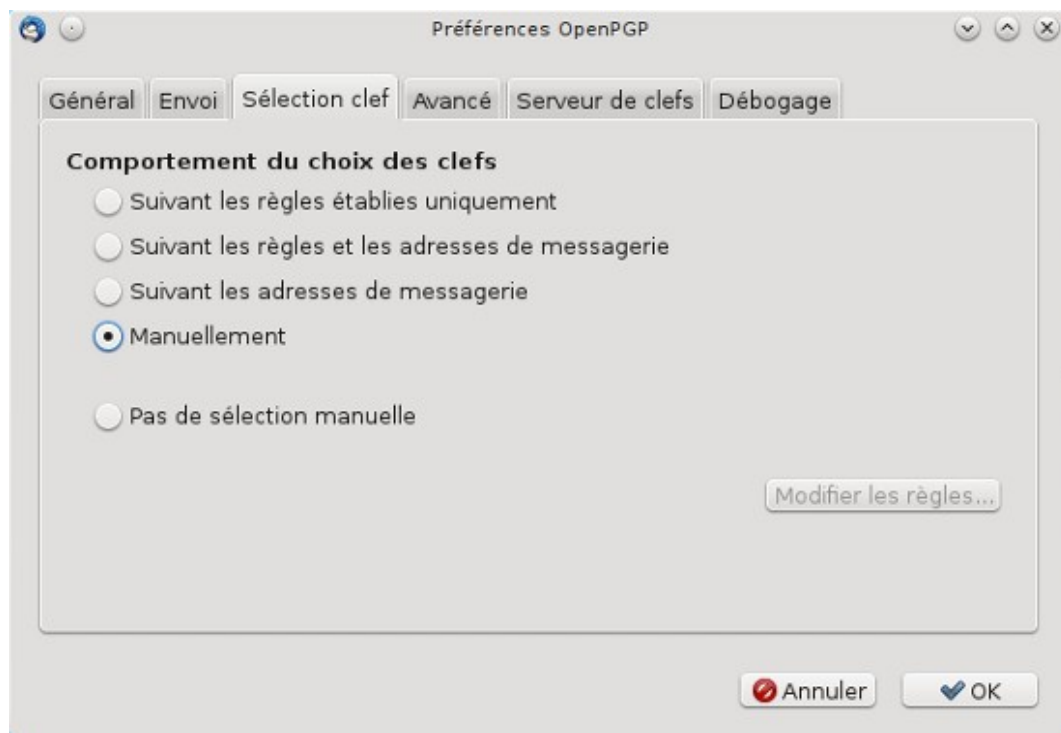 Préférences OpenPGP
Général Envoi Sélection clef Avancé Serveur de clefs Débogage
Comportement du choix des clefs
Suivant les règles établies uniquement
Suivant les règles et les adresses de messagerie
Suivant les adresses de messagerie
Manuellement
Pas de sélection manuelle
Modifier les règles...
Annuler OK